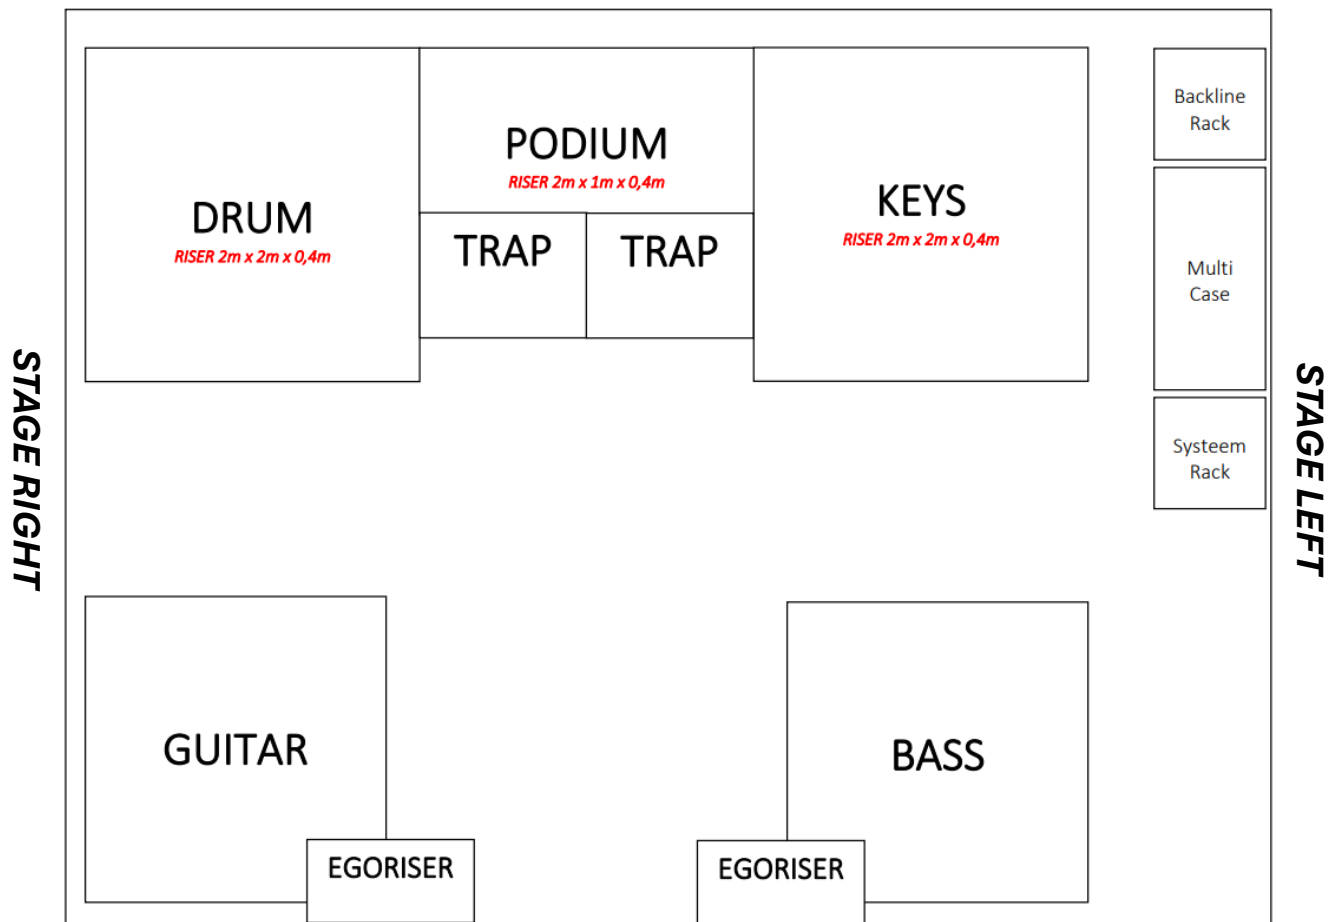 Backline
Rack
PODIUM
RISER 2m x 1m x 0,4m
DRUM
RISER 2m x 2m x 0,4m
KEYS
RISER 2m x 2m x 0,4m
TRAP
TRAP
Multi
Case
STAGE RIGHT
STAGE LEFT
Systeem
Rack
GUITAR
BASS
EGORISER
EGORISER